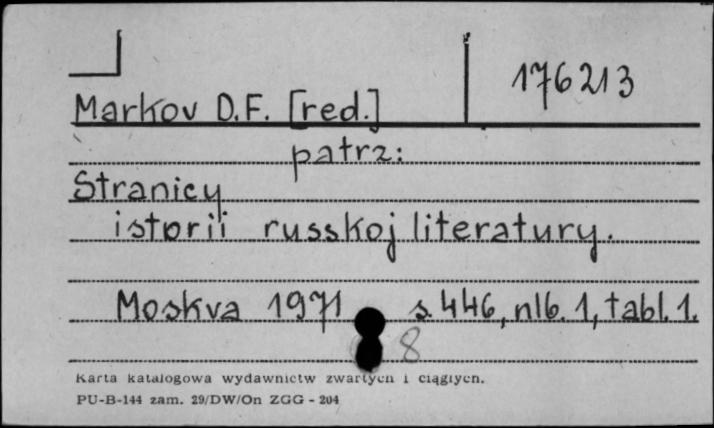 176213
Markov D.F. [red.]
patrz:
Stranicy
istorii russkoj literatury.
Moskva 1971 s. 446, nlb. 1, tabl. 1.
8
Karta katalogowa wydawnictw zwartych i ciągłych.
PU-B-144 zam. 29/DW/On ZGG - 204